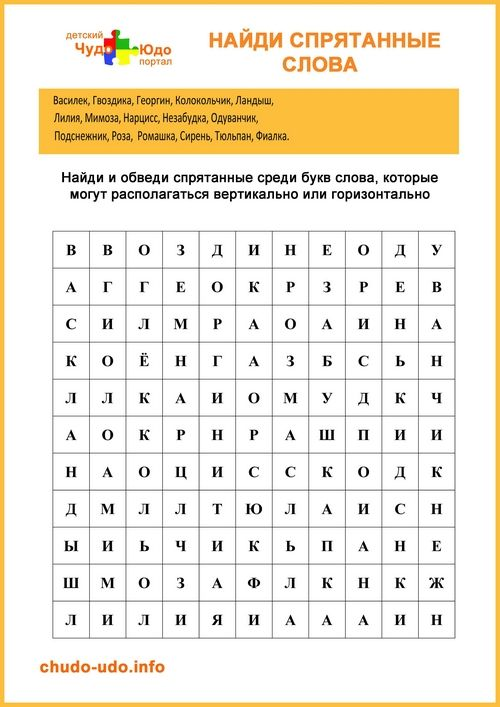 детский
Чудо Юдо
портал
НАЙДИ СПРЯТАННЫЕ
СЛОВА
Василек, Гвоздика, Георгин, Колокольчик, Ландыш,
Лилия, Мимоза, Нарцисс, Незабудка, Одуванчик,
Подснежник, Роза, Ромашка, Сирень, Тюльпан, Фиалка.
Найди и обведи спрятанные среди букв слова, которые
могут располагаться вертикально или горизонтально
В В О З Д И Н Е О Д У
А Г Г Е О К Р З Р Е В
С И Л М Р А О А И Н А
К О Ё Н Г А З Б С Ь Н
Л Л К А И О М У Д К Ч
А О К Р Н Р А Ш П И И
Н А О Ц И С С К О Д К
Д М Л Л Т Ю Л А И С Н
Ы И Ь Ч И К Ь П А Н Е
Ш М О З А Ф Л К Н К Ж
Л И Л И Я И А А А И Н
chudo-udo.info